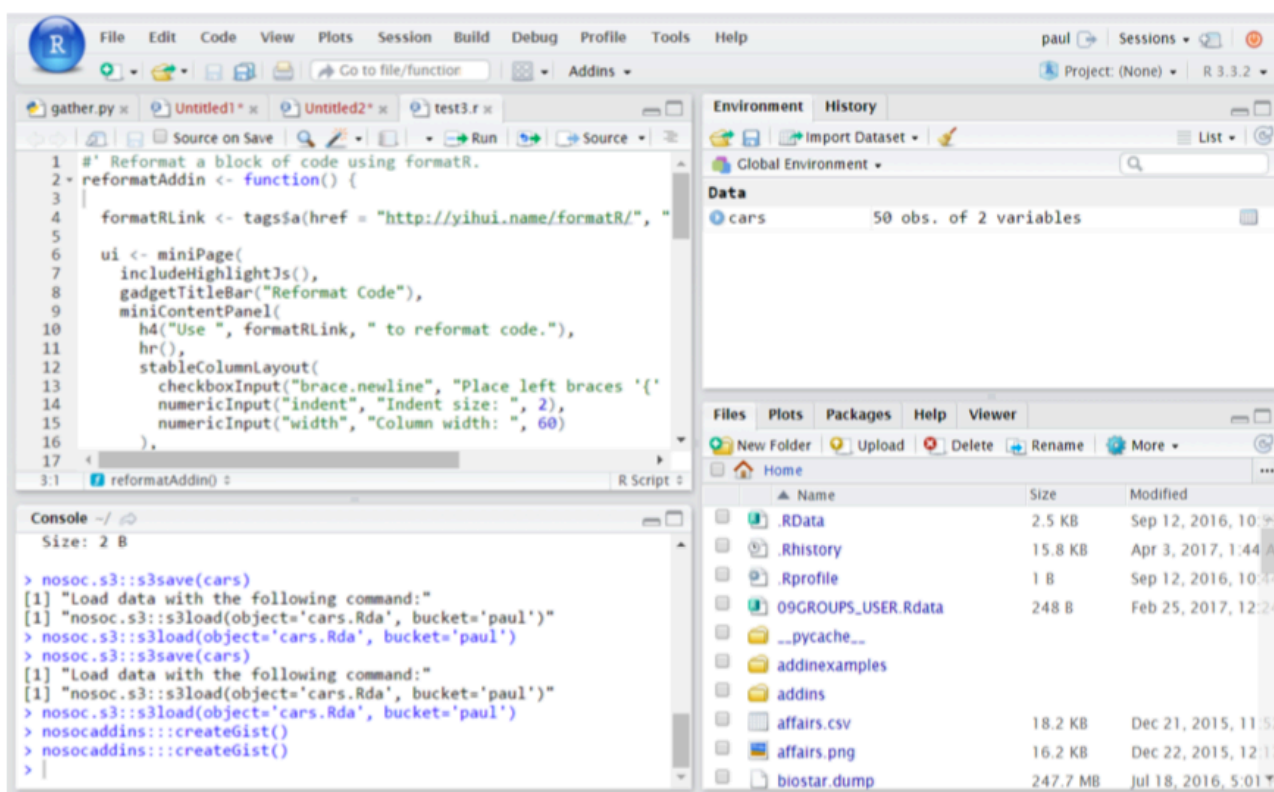 R File Edit Code View Plots Session Build Debug Profile Tools Help paul Sessions
Go to file/function Addins Project: (None) R 3.3.2
gather.py Untitled1* Untitled2* test3.r
Source on Save Run Source
1 #' Reformat a block of code using formatR.
2 reformatAddin <- function() {
3
4 formatRLink <- tags$a(href = "http://yihui.name/formatR/", "
5
6 ui <- miniPage(
7 includeHighlightJs(),
8 gadgetTitleBar("Reformat Code"),
9 miniContentPanel(
10 h4("Use ", formatRLink, " to reformat code."),
11 hr(),
12 stableColumnLayout(
13 checkboxInput("brace.newline", "Place left braces '{'
14 numericInput("indent", "Indent size: ", 2),
15 numericInput("width", "Column width: ", 60)
16 ),
17
3:1 reformatAddin() R Script
Console ~/
Size: 2 B
> nosoc.s3::s3save(cars)
[1] "Load data with the following command:"
[1] "nosoc.s3::s3load(object='cars.Rda', bucket='paul')"
> nosoc.s3::s3load(object='cars.Rda', bucket='paul')
> nosoc.s3::s3save(cars)
[1] "Load data with the following command:"
[1] "nosoc.s3::s3load(object='cars.Rda', bucket='paul')"
> nosoc.s3::s3load(object='cars.Rda', bucket='paul')
> nosocaddins:::createGist()
> nosocaddins:::createGist()
>
Environment History
Import Dataset List
Global Environment
Data
cars 50 obs. of 2 variables
Files Plots Packages Help Viewer
New Folder Upload Delete Rename More
Home ...
Name Size Modified
.RData 2.5 KB Sep 12, 2016, 10:
.Rhistory 15.8 KB Apr 3, 2017, 1:44
.Rprofile 1 B Sep 12, 2016, 10:
09GROUPS_USER.Rdata 248 B Feb 25, 2017, 12:
__pycache__
addinexamples
addins
affairs.csv 18.2 KB Dec 21, 2015, 11:
affairs.png 16.2 KB Dec 22, 2015, 12:
biostar.dump 247.7 MB Jul 18, 2016, 5:01